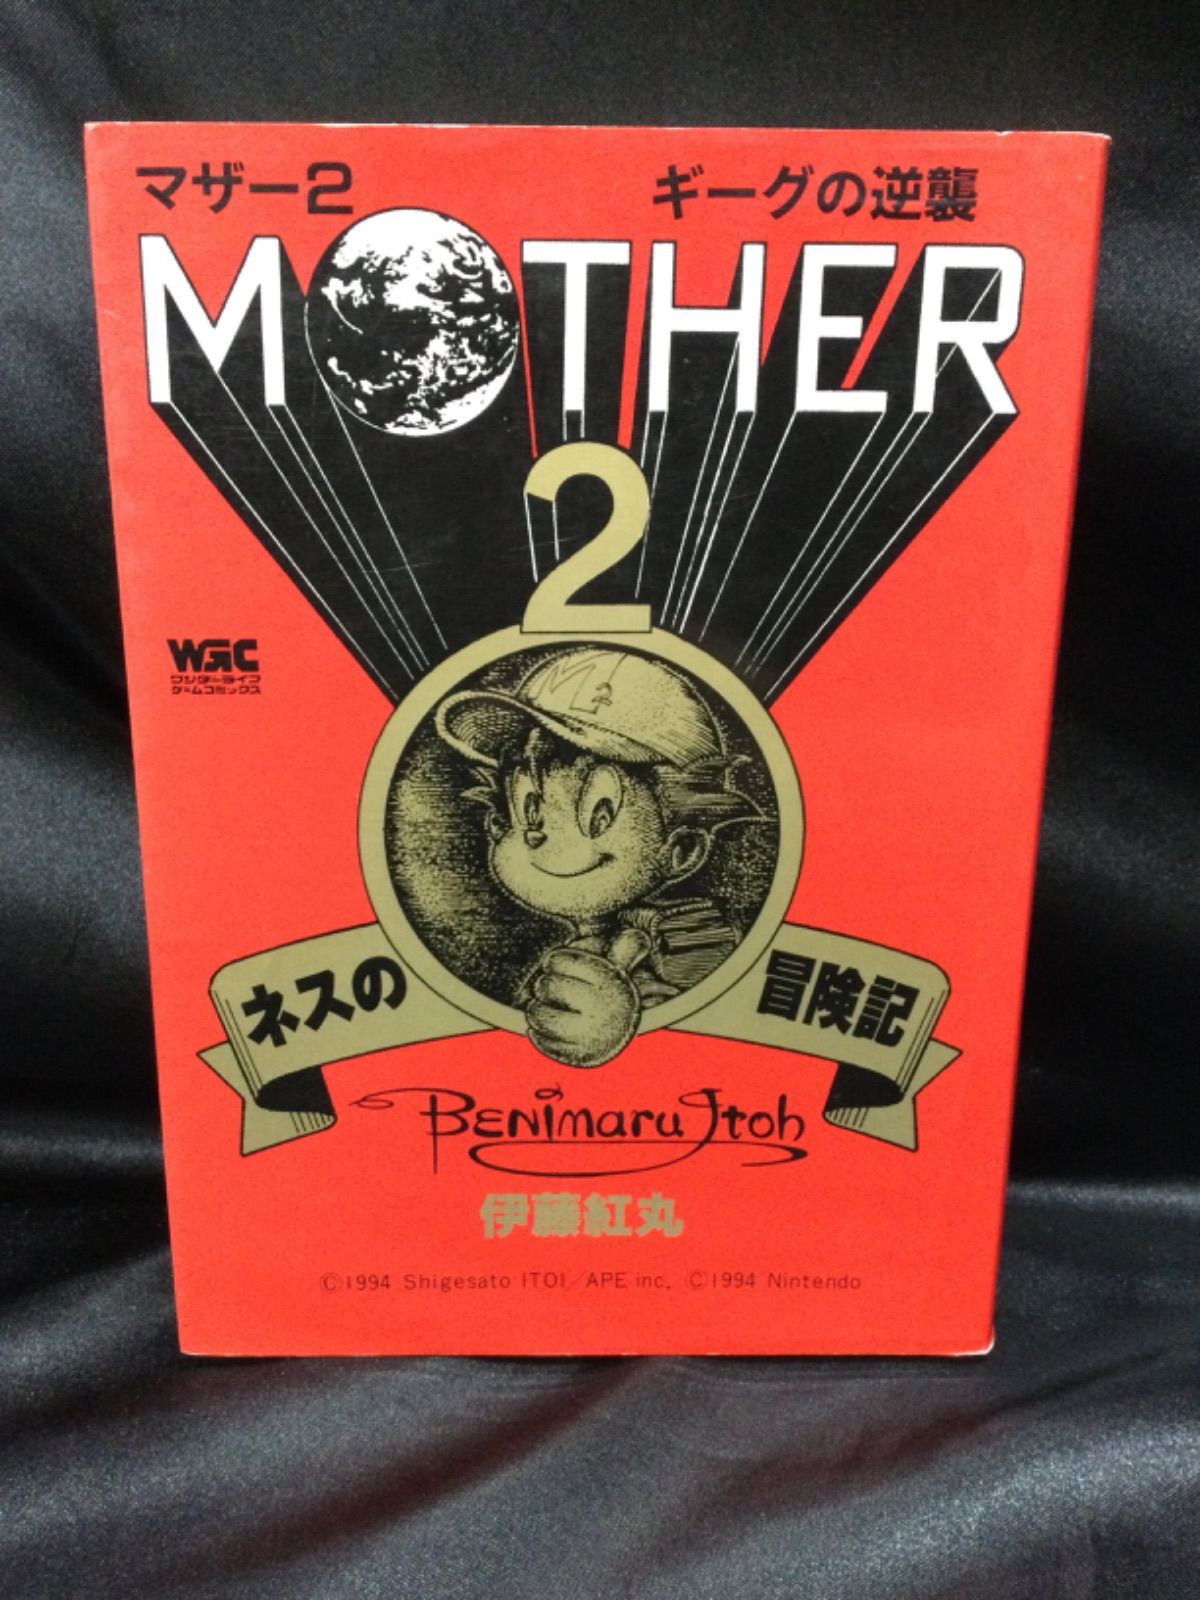 マザー2 ギーグの逆襲
MOTHER
2
WGC
ワンダーライフ
ゲームコミックス
M2
ネスの 冒険記
BENimaru Itoh
伊藤紅丸
©1994 Shigesato ITOI/APE inc. ©1994 Nintendo